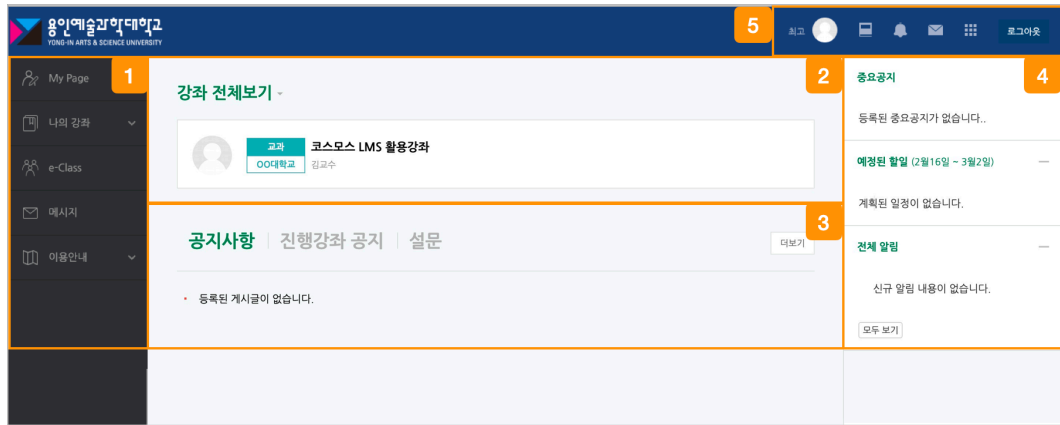 용인예술과학대학교
YONG-IN ARTS & SCIENCE UNIVERSITY
5
최고
로그아웃
My Page
1
나의 강좌
e-Class
메시지
이용안내
2
강좌 전체보기
교과
코스모스 LMS 활용강좌
OO대학교
김교수
3
공지사항 진행강좌 공지 설문
더보기
등록된 게시글이 없습니다.
4
중요공지
등록된 중요공지가 없습니다..
예정된 할일 (2월16일 ~ 3월2일)
계획된 일정이 없습니다.
전체 알림
신규 알림 내용이 없습니다.
모두 보기